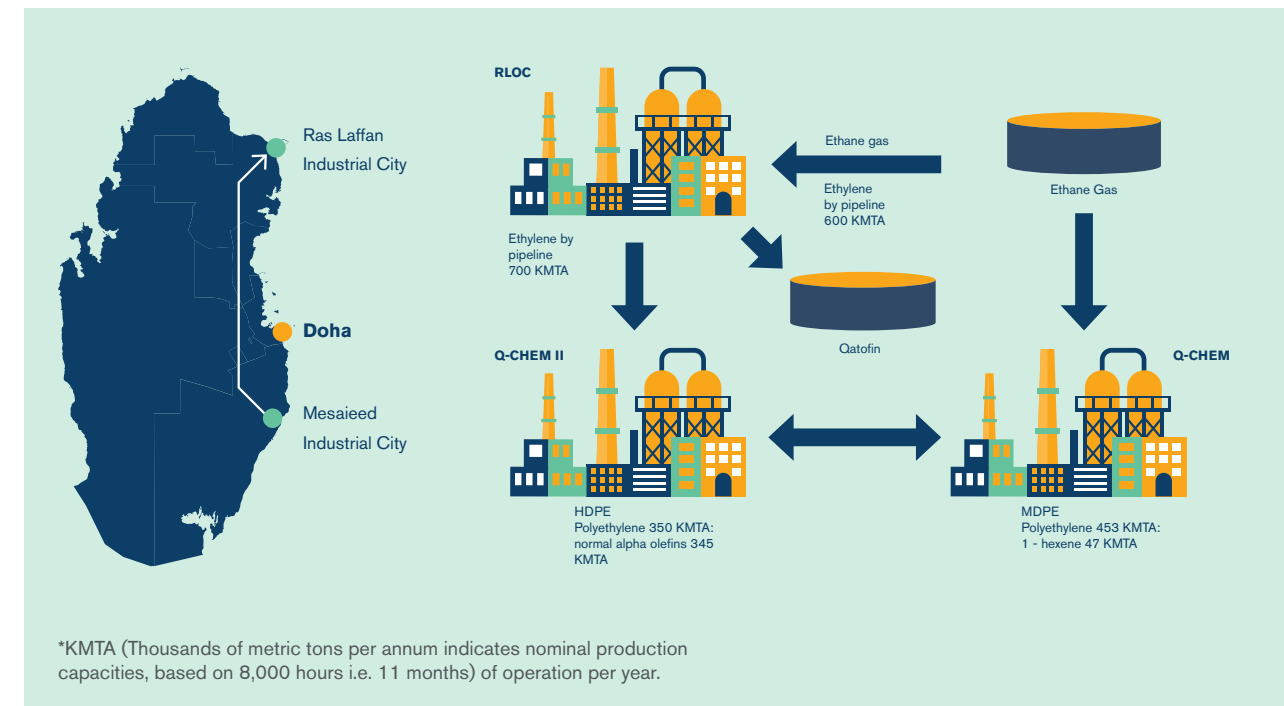 Ras Laffan
Industrial City
Doha
Mesaieed
Industrial City
RLOC
Ethylene by
pipeline
700 KMTA
Ethane gas
Ethylene
by pipeline
600 KMTA
Ethane Gas
Qatofin
Q-CHEM II
HDPE
Polyethylene 350 KMTA:
normal alpha olefins 345
KMTA
Q-CHEM
MDPE
Polyethylene 453 KMTA:
1 - hexene 47 KMTA
*KMTA (Thousands of metric tons per annum indicates nominal production
capacities, based on 8,000 hours i.e. 11 months) of operation per year.